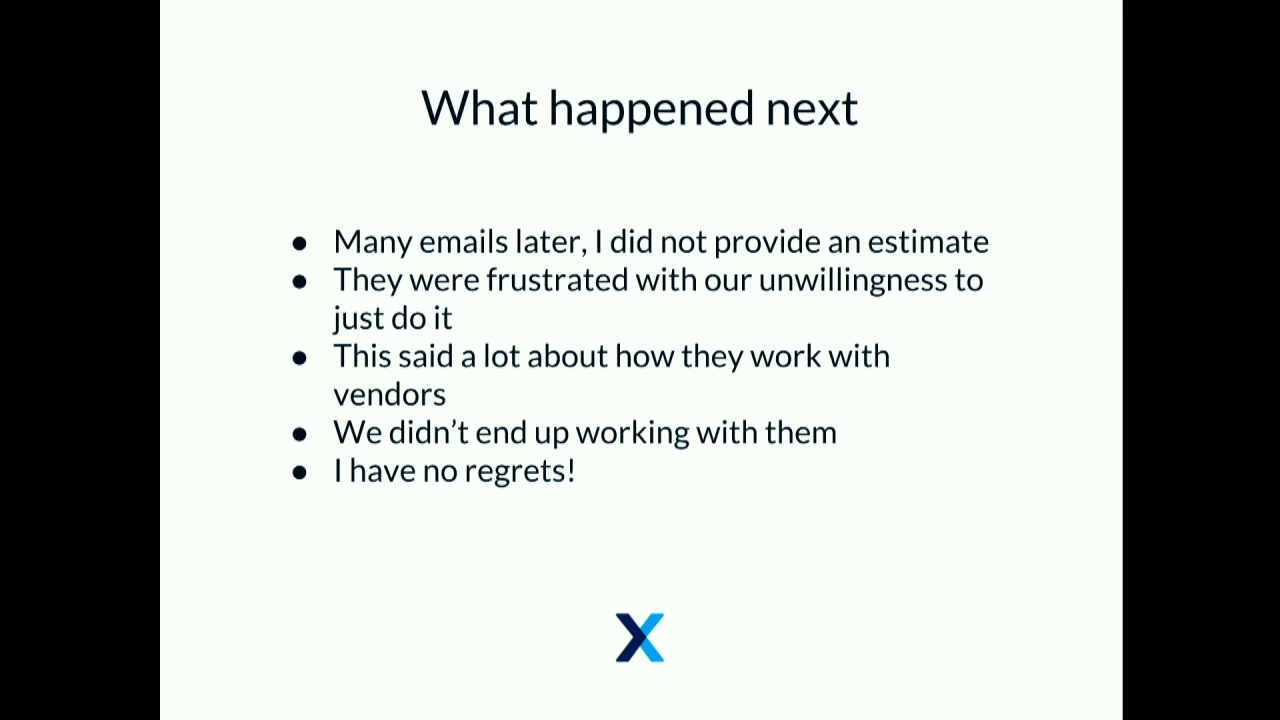 What happened next
● Many emails later, I did not provide an estimate
● They were frustrated with our unwillingness to
just do it
● This said a lot about how they work with
vendors
● We didn’t end up working with them
● I have no regrets!
X